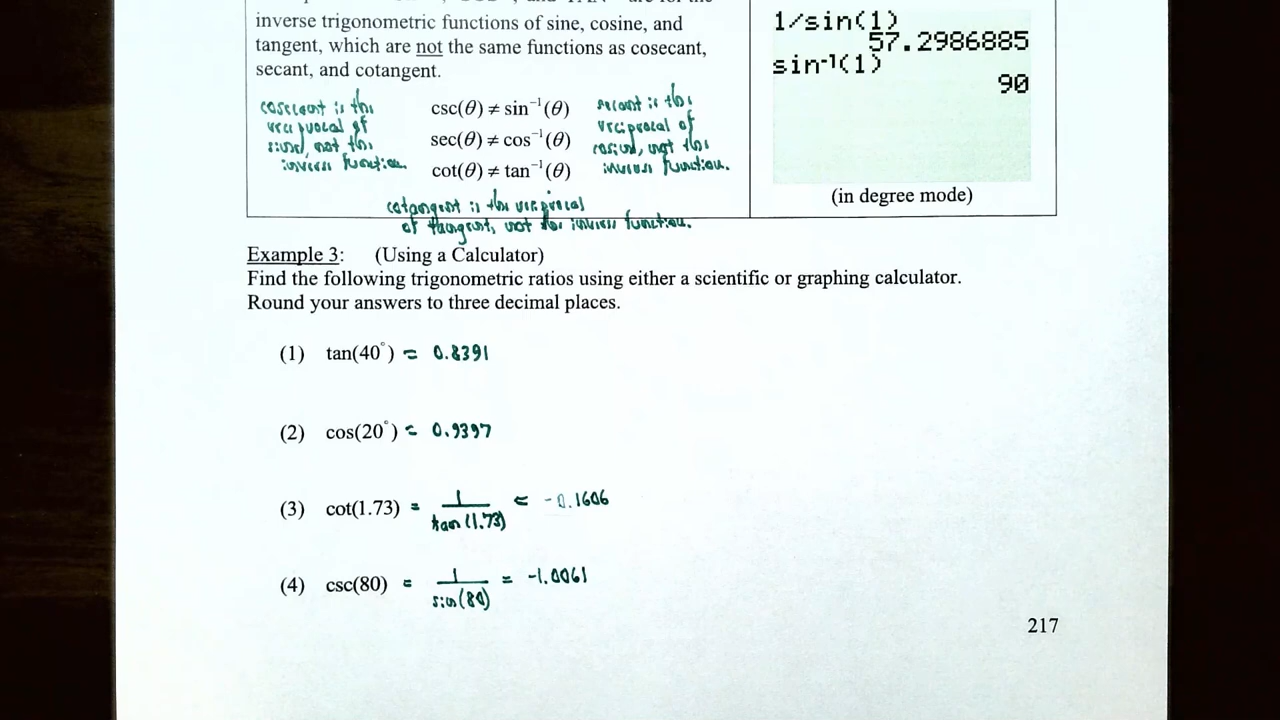 inverse trigonometric functions of sine, cosine, and
tangent, which are not the same functions as cosecant,
secant, and cotangent.
cosecant is the
reciprocal of
sine, not the
inverse function.
csc(θ) ≠ sin⁻¹(θ)
sec(θ) ≠ cos⁻¹(θ)
cot(θ) ≠ tan⁻¹(θ)
secant is the
reciprocal of
cosine, not the
inverse function.
cotangent is the reciprocal
of tangent, not the inverse function.
1/sin(1)
57.2986885
sin⁻¹(1)
90
(in degree mode)
Example 3: (Using a Calculator)
Find the following trigonometric ratios using either a scientific or graphing calculator.
Round your answers to three decimal places.
(1) tan(40°) = 0.8391
(2) cos(20°) = 0.9397
(3) cot(1.73) = 1/tan(1.73) = -0.1606
(4) csc(80) = 1/sin(80) = -1.0061
217